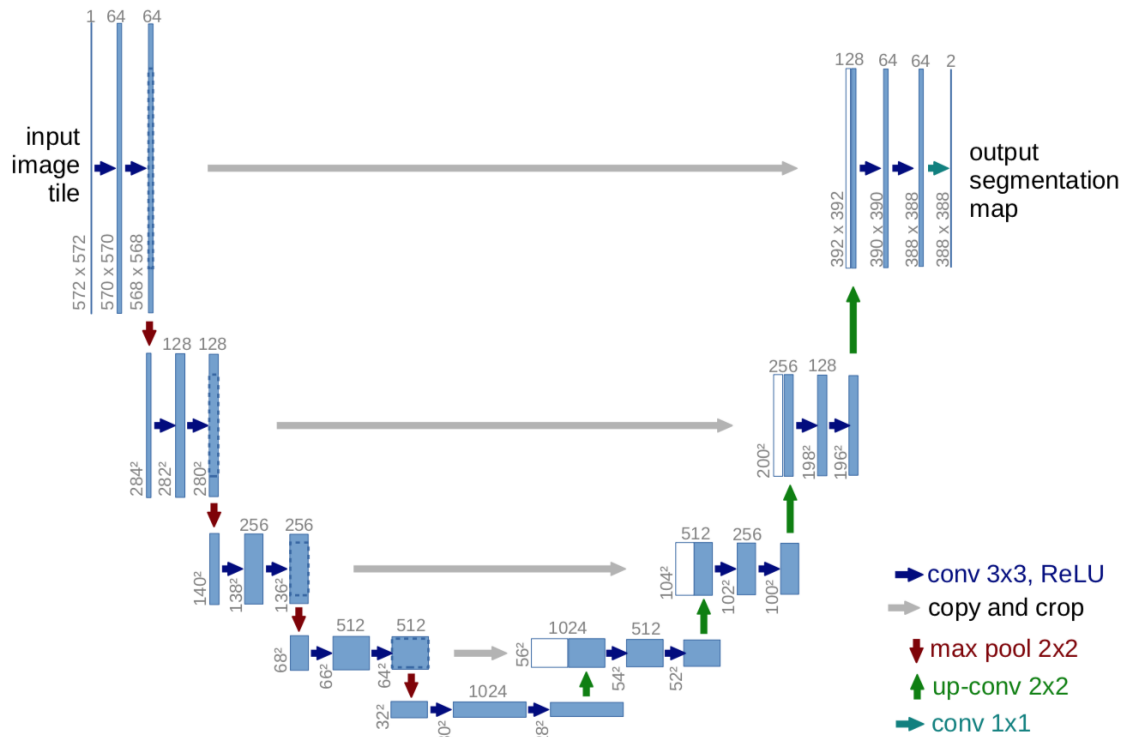 1 64 64
128 64 64 2
input
image
tile
output
segmentation
map
572 x 572
570 x 570
568 x 568
392 x 392
390 x 390
388 x 388
388 x 388
128 128
256 128
284²
282²
280²
200²
198²
196²
256 256
512 256
140²
138²
136²
104²
102²
100²
512 512
1024 512
68²
66²
64²
56²
54²
52²
1024
32²
conv 3x3, ReLU
copy and crop
max pool 2x2
up-conv 2x2
conv 1x1